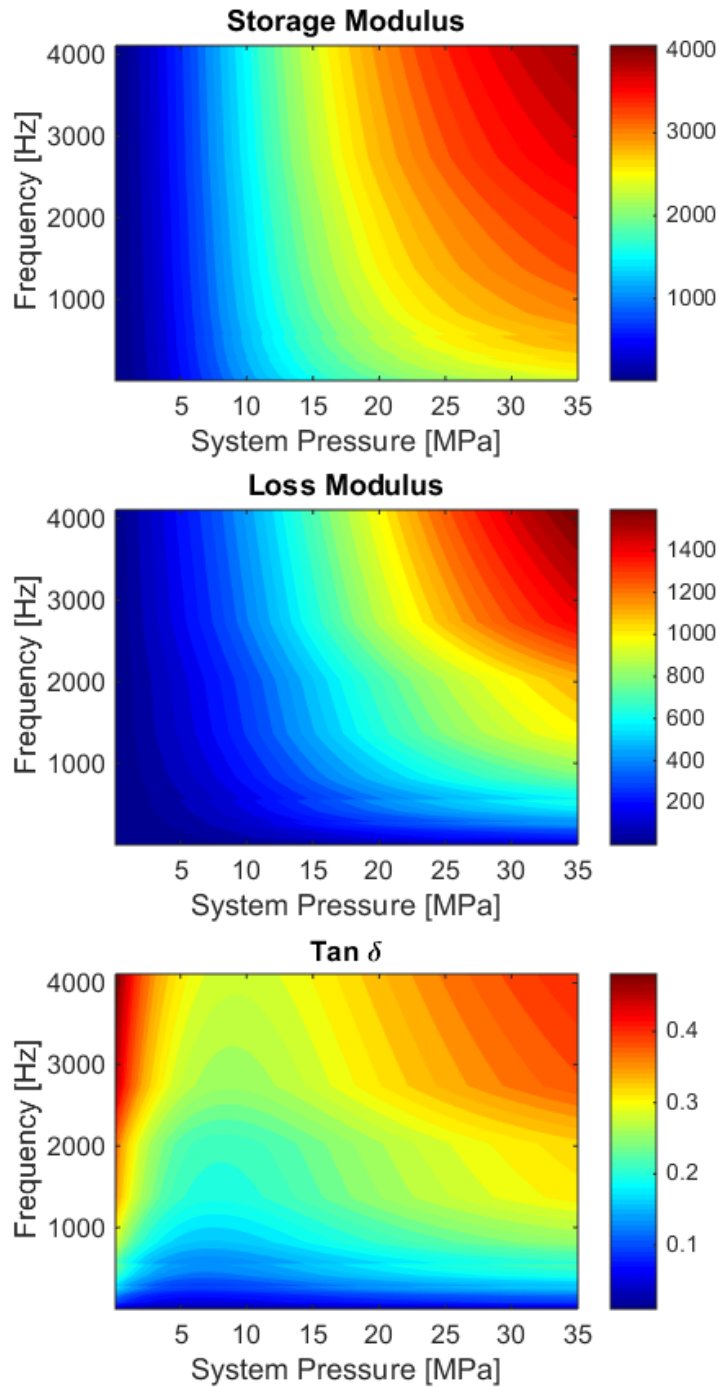 Storage Modulus
4000
3000
2000
1000
Frequency [Hz]
5 10 15 20 25 30 35
System Pressure [MPa]
4000
3000
2000
1000
Loss Modulus
4000
3000
2000
1000
Frequency [Hz]
5 10 15 20 25 30 35
System Pressure [MPa]
1400
1200
1000
800
600
400
200
Tan δ
4000
3000
2000
1000
Frequency [Hz]
5 10 15 20 25 30 35
System Pressure [MPa]
0.4
0.3
0.2
0.1